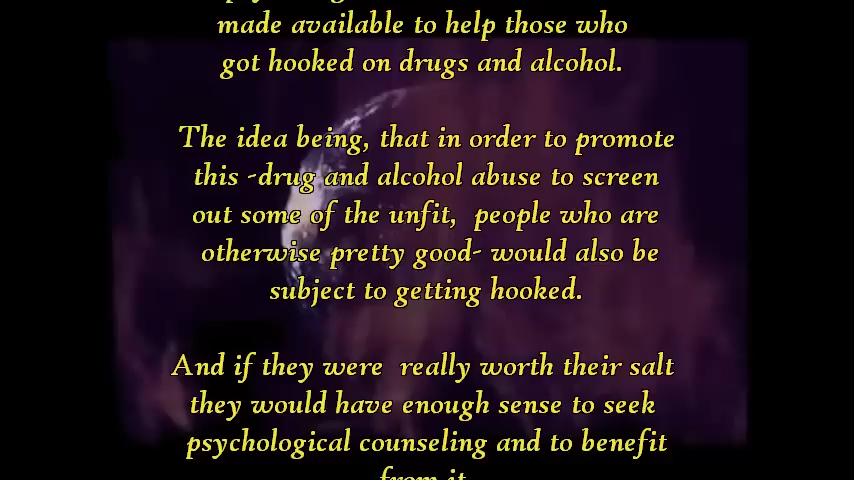 made available to help those who
got hooked on drugs and alcohol.
The idea being, that in order to promote
this -drug and alcohol abuse to screen
out some of the unfit,  people who are
otherwise pretty good- would also be
subject to getting hooked.
And if they were  really worth their salt
they would have enough sense to seek
psychological counseling and to benefit
from it